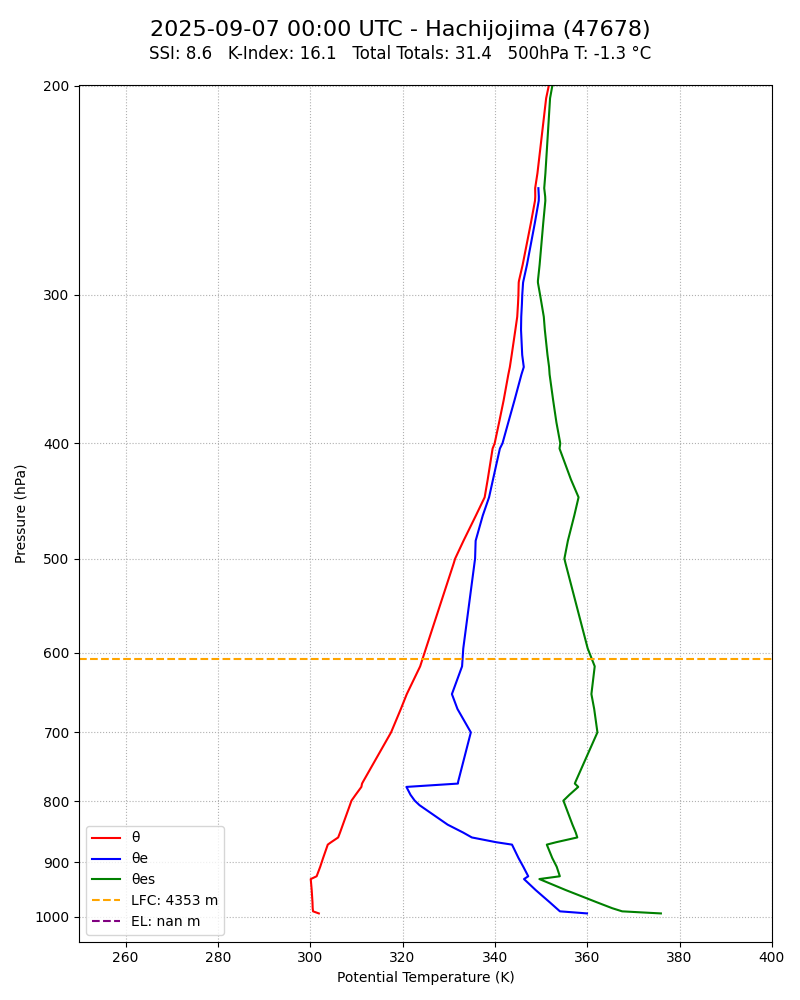 2025-09-07 00:00 UTC - Hachijojima (47678)
SSI: 8.6 K-Index: 16.1 Total Totals: 31.4 500hPa T: -1.3 °C
200
300
400
500
600
700
800
900
1000
Pressure (hPa)
θ
θe
θes
LFC: 4353 m
EL: nan m
260 280 300 320 340 360 380 400
Potential Temperature (K)